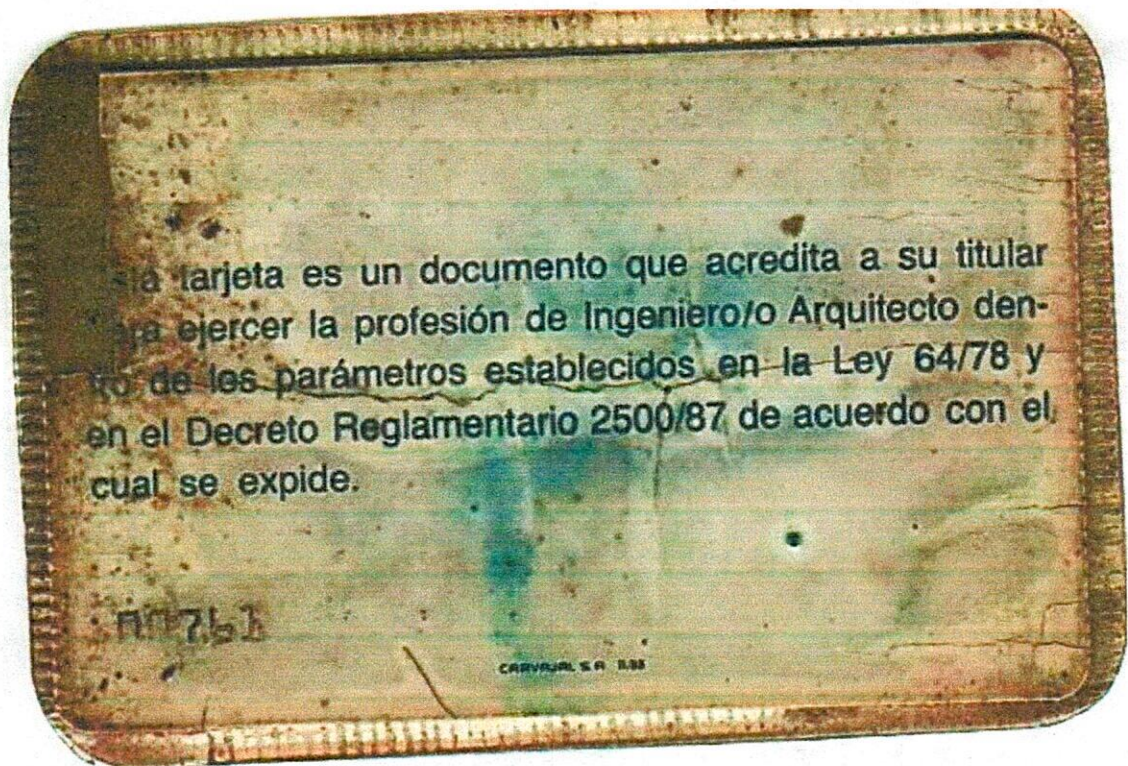 tarjeta es un documento que acredita a su titular
ejercer la profesión de Ingeniero/o Arquitecto den-
de los parámetros establecidos en la Ley 64/78 y
en el Decreto Reglamentario 2500/87 de acuerdo con el
cual se expide.
CARVAJAL S.A.